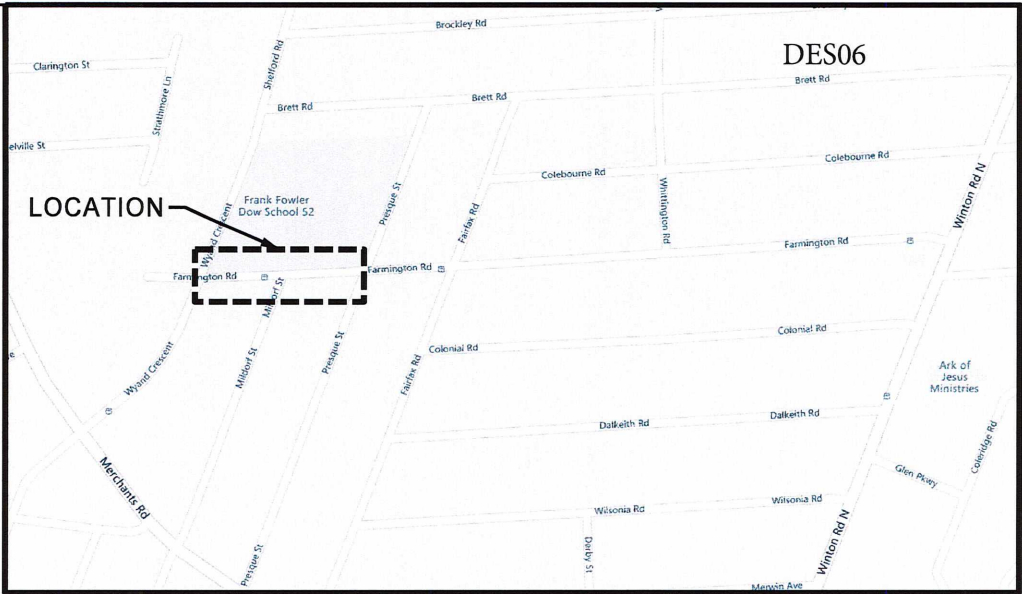 Brockley Rd
DES06
Clarington St
Shelford Rd
Strathmore Ln
Brett Rd
Brett Rd
Brett Rd
elville St
Colebourne Rd
Colebourne Rd
Whittington Rd
Winton Rd N
LOCATION
Frank Fowler
Dow School 52
Presque St
Fairfax Rd
Wyand Crescent
Farmington Rd
Farmington Rd
Farmington Rd
Mildorf St
Mildorf St
Presque St
Colonial Rd
Colonial Rd
Fairfax Rd
Wyand Crescent
Ark of
Jesus
Ministries
Dalkeith Rd
Dalkeith Rd
Coleridge Rd
Merchants Rd
Glen Pkwy
Wilsonia Rd
Wilsonia Rd
Winton Rd N
Derby St
Presque St
Merwin Ave